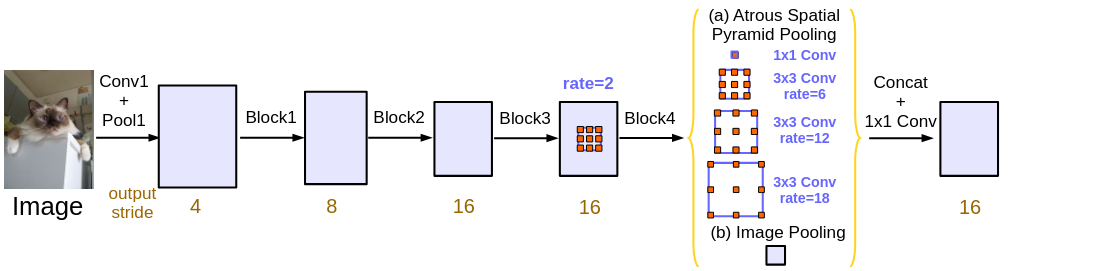 Image
Conv1
+
Pool1
output
stride
4
Block1
8
Block2
16
Block3
rate=2
16
Block4
(a) Atrous Spatial
Pyramid Pooling
1x1 Conv
3x3 Conv
rate=6
3x3 Conv
rate=12
3x3 Conv
rate=18
(b) Image Pooling
Concat
+
1x1 Conv
16